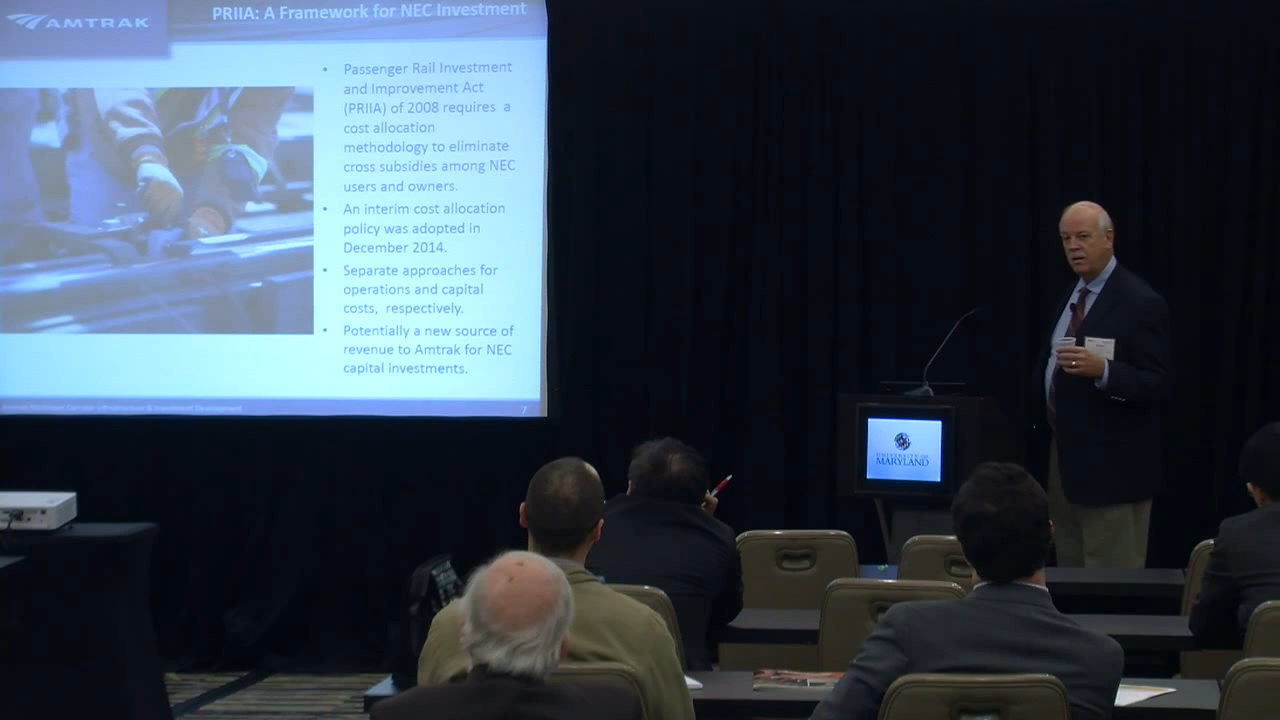 AMTRAK
PRIIA: A Framework for NEC Investment
• Passenger Rail Investment
and Improvement Act
(PRIIA) of 2008 requires a
cost allocation
methodology to eliminate
cross subsidies among NEC
users and owners.
• An interim cost allocation
policy was adopted in
December 2014.
• Separate approaches for
operations and capital
costs, respectively.
• Potentially a new source of
revenue to Amtrak for NEC
capital investments.
7
UNIVERSITY OF
MARYLAND